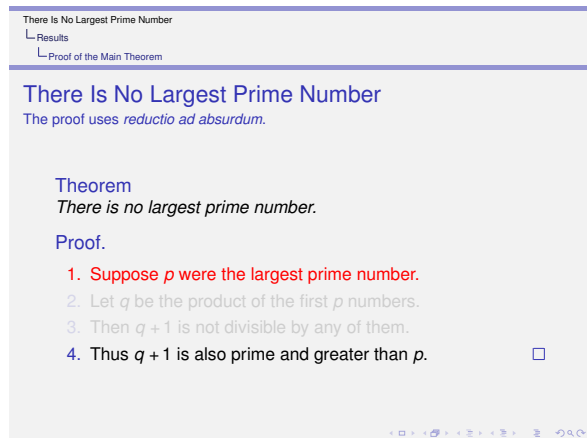 There Is No Largest Prime Number
Results
Proof of the Main Theorem
There Is No Largest Prime Number
The proof uses reductio ad absurdum.
Theorem
There is no largest prime number.
Proof.
1. Suppose p were the largest prime number.
2. Let q be the product of the first p numbers.
3. Then q + 1 is not divisible by any of them.
4. Thus q + 1 is also prime and greater than p. □